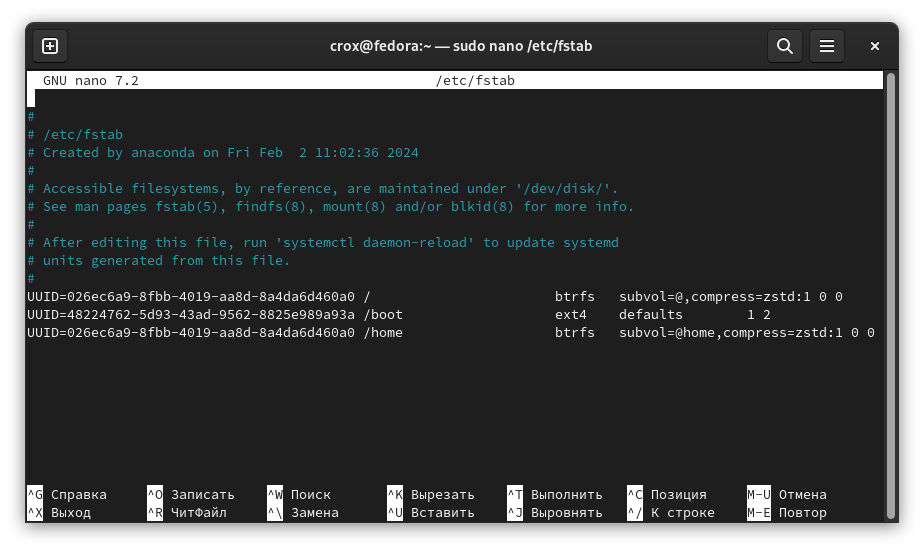 crox@fedora:~ — sudo nano /etc/fstab
GNU nano 7.2 /etc/fstab
#
# /etc/fstab
# Created by anaconda on Fri Feb  2 11:02:36 2024
#
# Accessible filesystems, by reference, are maintained under '/dev/disk/'.
# See man pages fstab(5), findfs(8), mount(8) and/or blkid(8) for more info.
#
# After editing this file, run 'systemctl daemon-reload' to update systemd
# units generated from this file.
#
UUID=026ec6a9-8fbb-4019-aa8d-8a4da6d460a0 / btrfs subvol=@,compress=zstd:1 0 0
UUID=48224762-5d93-43ad-9562-8825e989a93a /boot ext4 defaults 1 2
UUID=026ec6a9-8fbb-4019-aa8d-8a4da6d460a0 /home btrfs subvol=@home,compress=zstd:1 0 0
^G Справка ^O Записать ^W Поиск ^K Вырезать ^T Выполнить ^C Позиция M-U Отмена
^X Выход ^R ЧитФайл ^\ Замена ^U Вставить ^J Выровнять ^/ К строке M-E Повтор